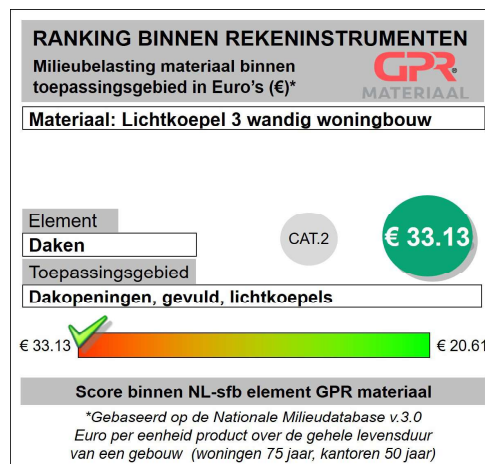 RANKING BINNEN REKENINSTRUMENTEN
Milieubelasting materiaal binnen
toepassingsgebied in Euro's (€)*
GPR®
MATERIAAL
Materiaal: Lichtkoepel 3 wandig woningbouw
Element
Daken
CAT.2
€ 33.13
Toepassingsgebied
Dakopeningen, gevuld, lichtkoepels
€ 33.13
€ 20.61
Score binnen NL-sfb element GPR materiaal
*Gebaseerd op de Nationale Milieudatabase v.3.0
Euro per eenheid product over de gehele levensduur
van een gebouw (woningen 75 jaar, kantoren 50 jaar)